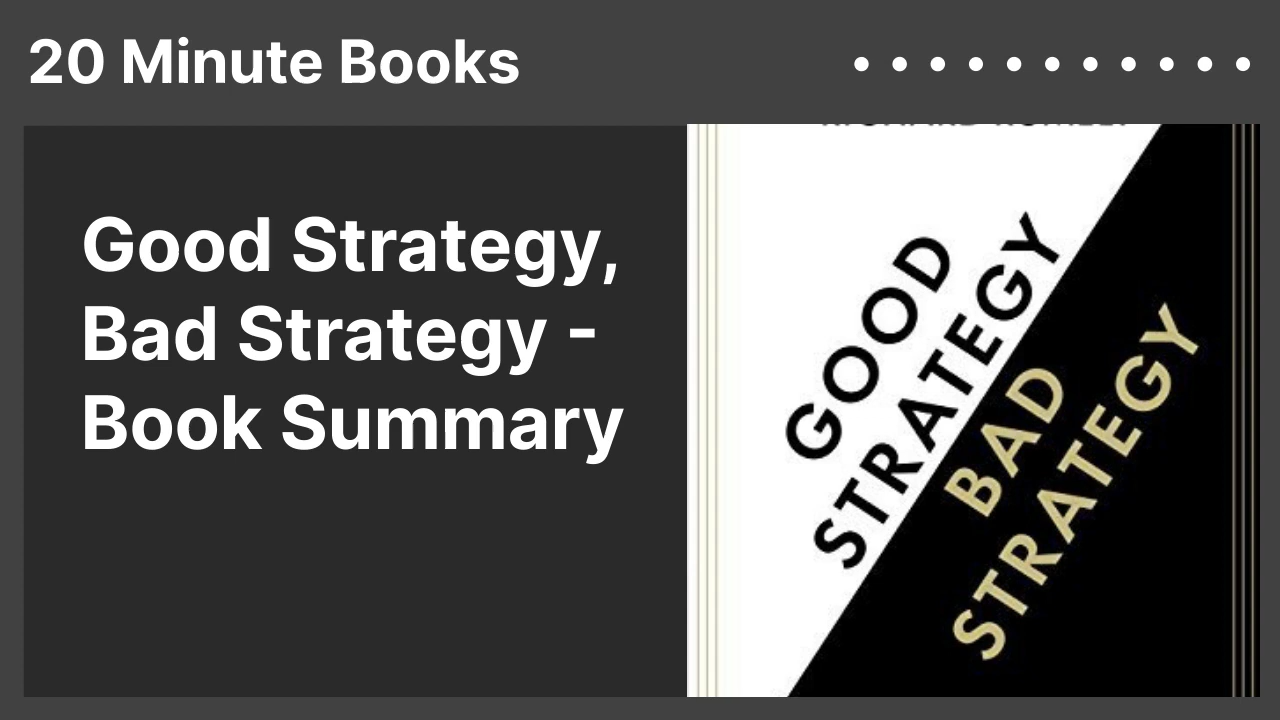 20 Minute Books
Good Strategy,
Bad Strategy -
Book Summary
GOOD
STRATEGY
BAD
STRATEGY